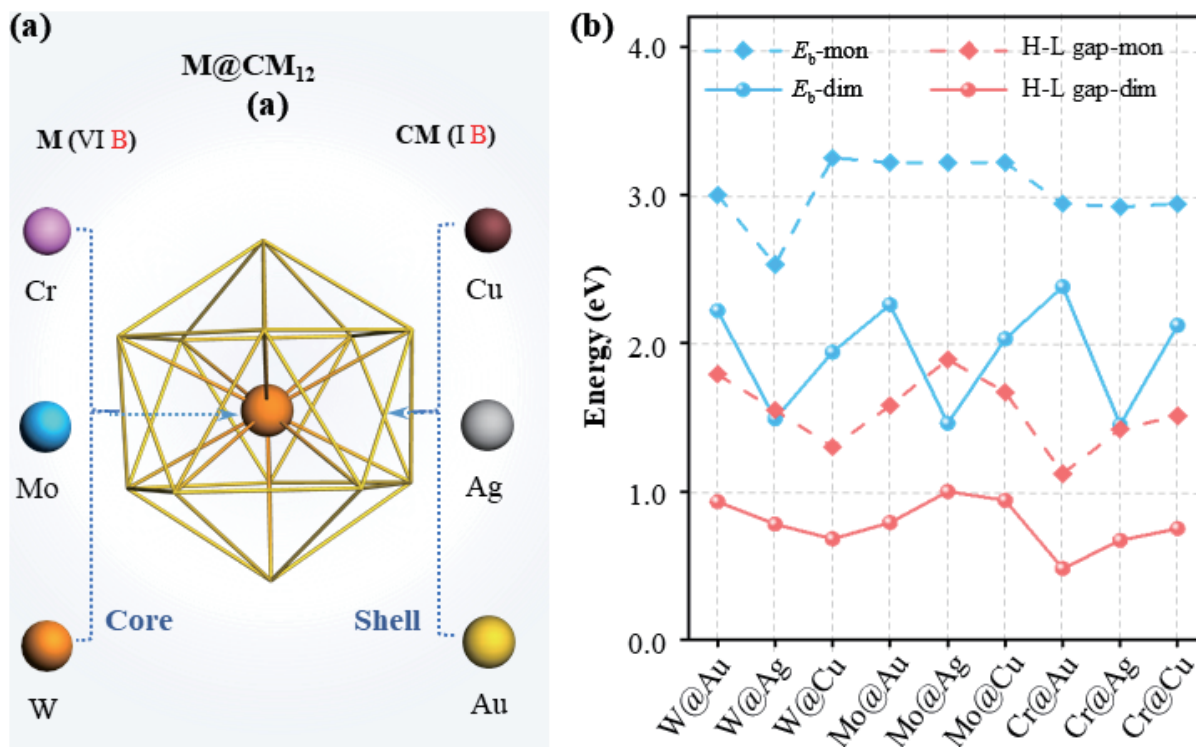 (a)
M@CM₁₂
(a)
M (VI B)
CM (I B)
Cr
Cu
Mo
Ag
Core
Shell
W
Au
(b)
E_b-mon
H-L gap-mon
E_b-dim
H-L gap-dim
Energy (eV)
4.0
3.0
2.0
1.0
0.0
W@Au
W@Ag
W@Cu
Mo@Au
Mo@Ag
Mo@Cu
Cr@Au
Cr@Ag
Cr@Cu